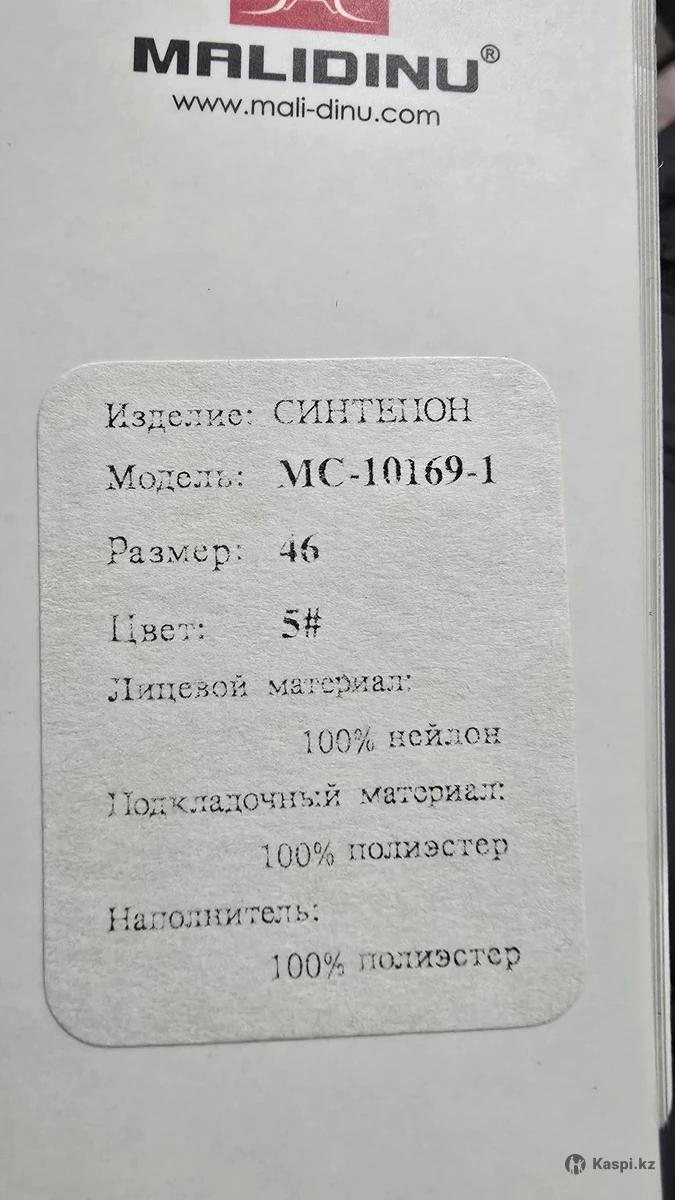 MALIDINU®
www.mali-dinu.com
Изделие: СИНТЕПОН
Модель: МС-10169-1
Размер: 46
Цвет: 5#
Лицевой материал:
100% нейлон
Подкладочный материал:
100% полиэстер
Наполнитель:
100% полиэстер
Kaspi.kz